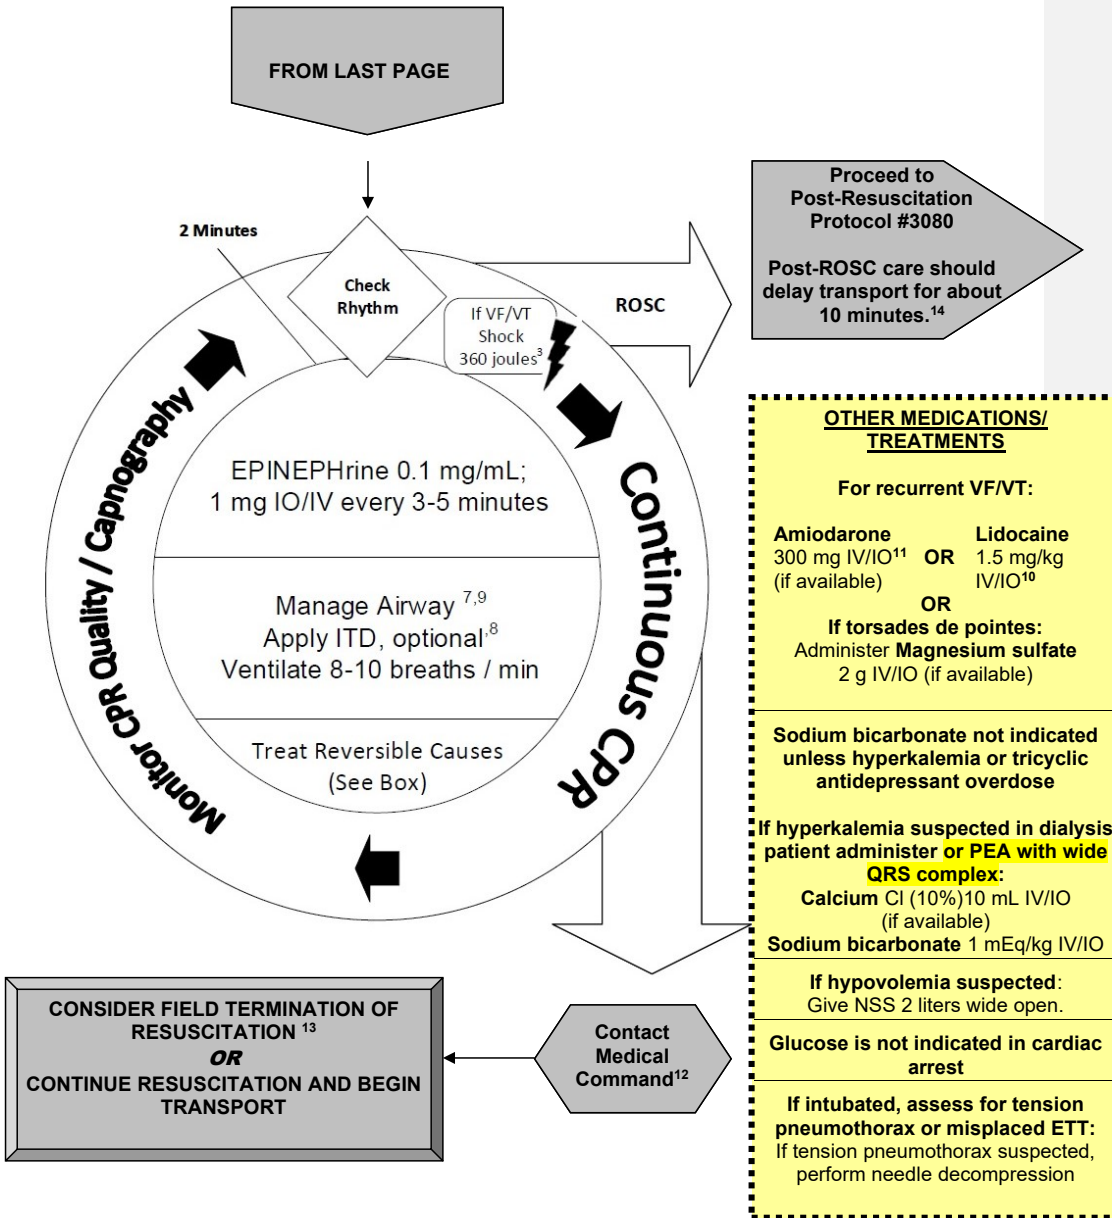 FROM LAST PAGE
2 Minutes
Check
Rhythm
If VF/VT
Shock
360 joules3
ROSC
Proceed to
Post-Resuscitation
Protocol #3080
Post-ROSC care should
delay transport for about
10 minutes.14
Monitor CPR Quality / Capnography
Continuous CPR
EPINEPHrine 0.1 mg/mL;
1 mg IO/IV every 3-5 minutes
Manage Airway 7,9
Apply ITD, optional,8
Ventilate 8-10 breaths / min
Treat Reversible Causes
(See Box)
OTHER MEDICATIONS/
TREATMENTS
For recurrent VF/VT:
Amiodarone Lidocaine
300 mg IV/IO11 OR 1.5 mg/kg
(if available) IV/IO10
OR
If torsades de pointes:
Administer Magnesium sulfate
2 g IV/IO (if available)
Sodium bicarbonate not indicated
unless hyperkalemia or tricyclic
antidepressant overdose
If hyperkalemia suspected in dialysis
patient administer or PEA with wide
QRS complex:
Calcium Cl (10%)10 mL IV/IO
(if available)
Sodium bicarbonate 1 mEq/kg IV/IO
If hypovolemia suspected:
Give NSS 2 liters wide open.
Glucose is not indicated in cardiac
arrest
If intubated, assess for tension
pneumothorax or misplaced ETT:
If tension pneumothorax suspected,
perform needle decompression
Contact
Medical
Command12
CONSIDER FIELD TERMINATION OF
RESUSCITATION 13
OR
CONTINUE RESUSCITATION AND BEGIN
TRANSPORT